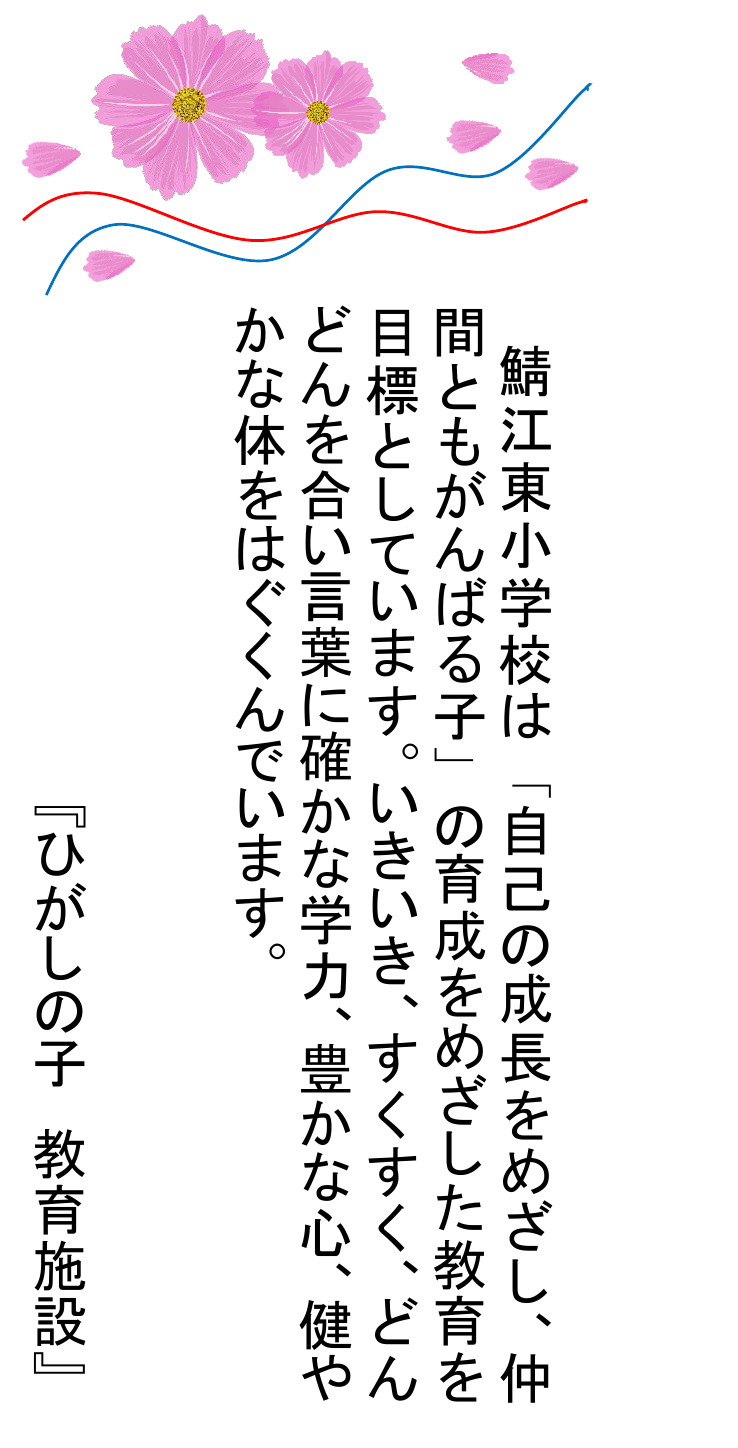 鯖江東小学校は「自己の成長をめざし、仲
間ともがんばる子」の育成をめざした教育を
目標としています。いきいき、すくすく、どん
どんを合い言葉に確かな学力、豊かな心、健や
かな体をはぐくんでいます。
『ひがしの子　教育施設』